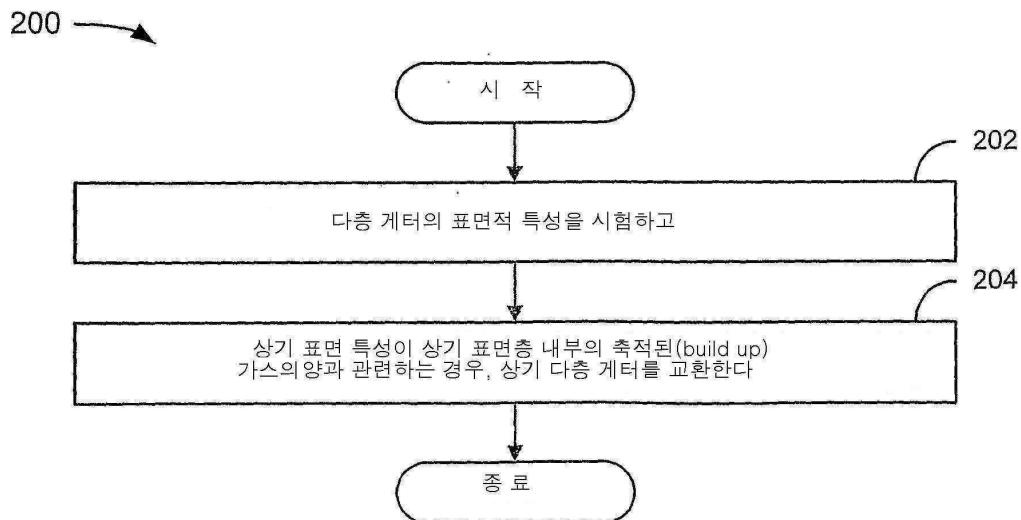 200
시 작
202
다층 게터의 표면적 특성을 시험하고
204
상기 표면 특성이 상기 표면층 내부의 축적된(build up)
가스의양과 관련하는 경우, 상기 다층 게터를 교환한다
종 료